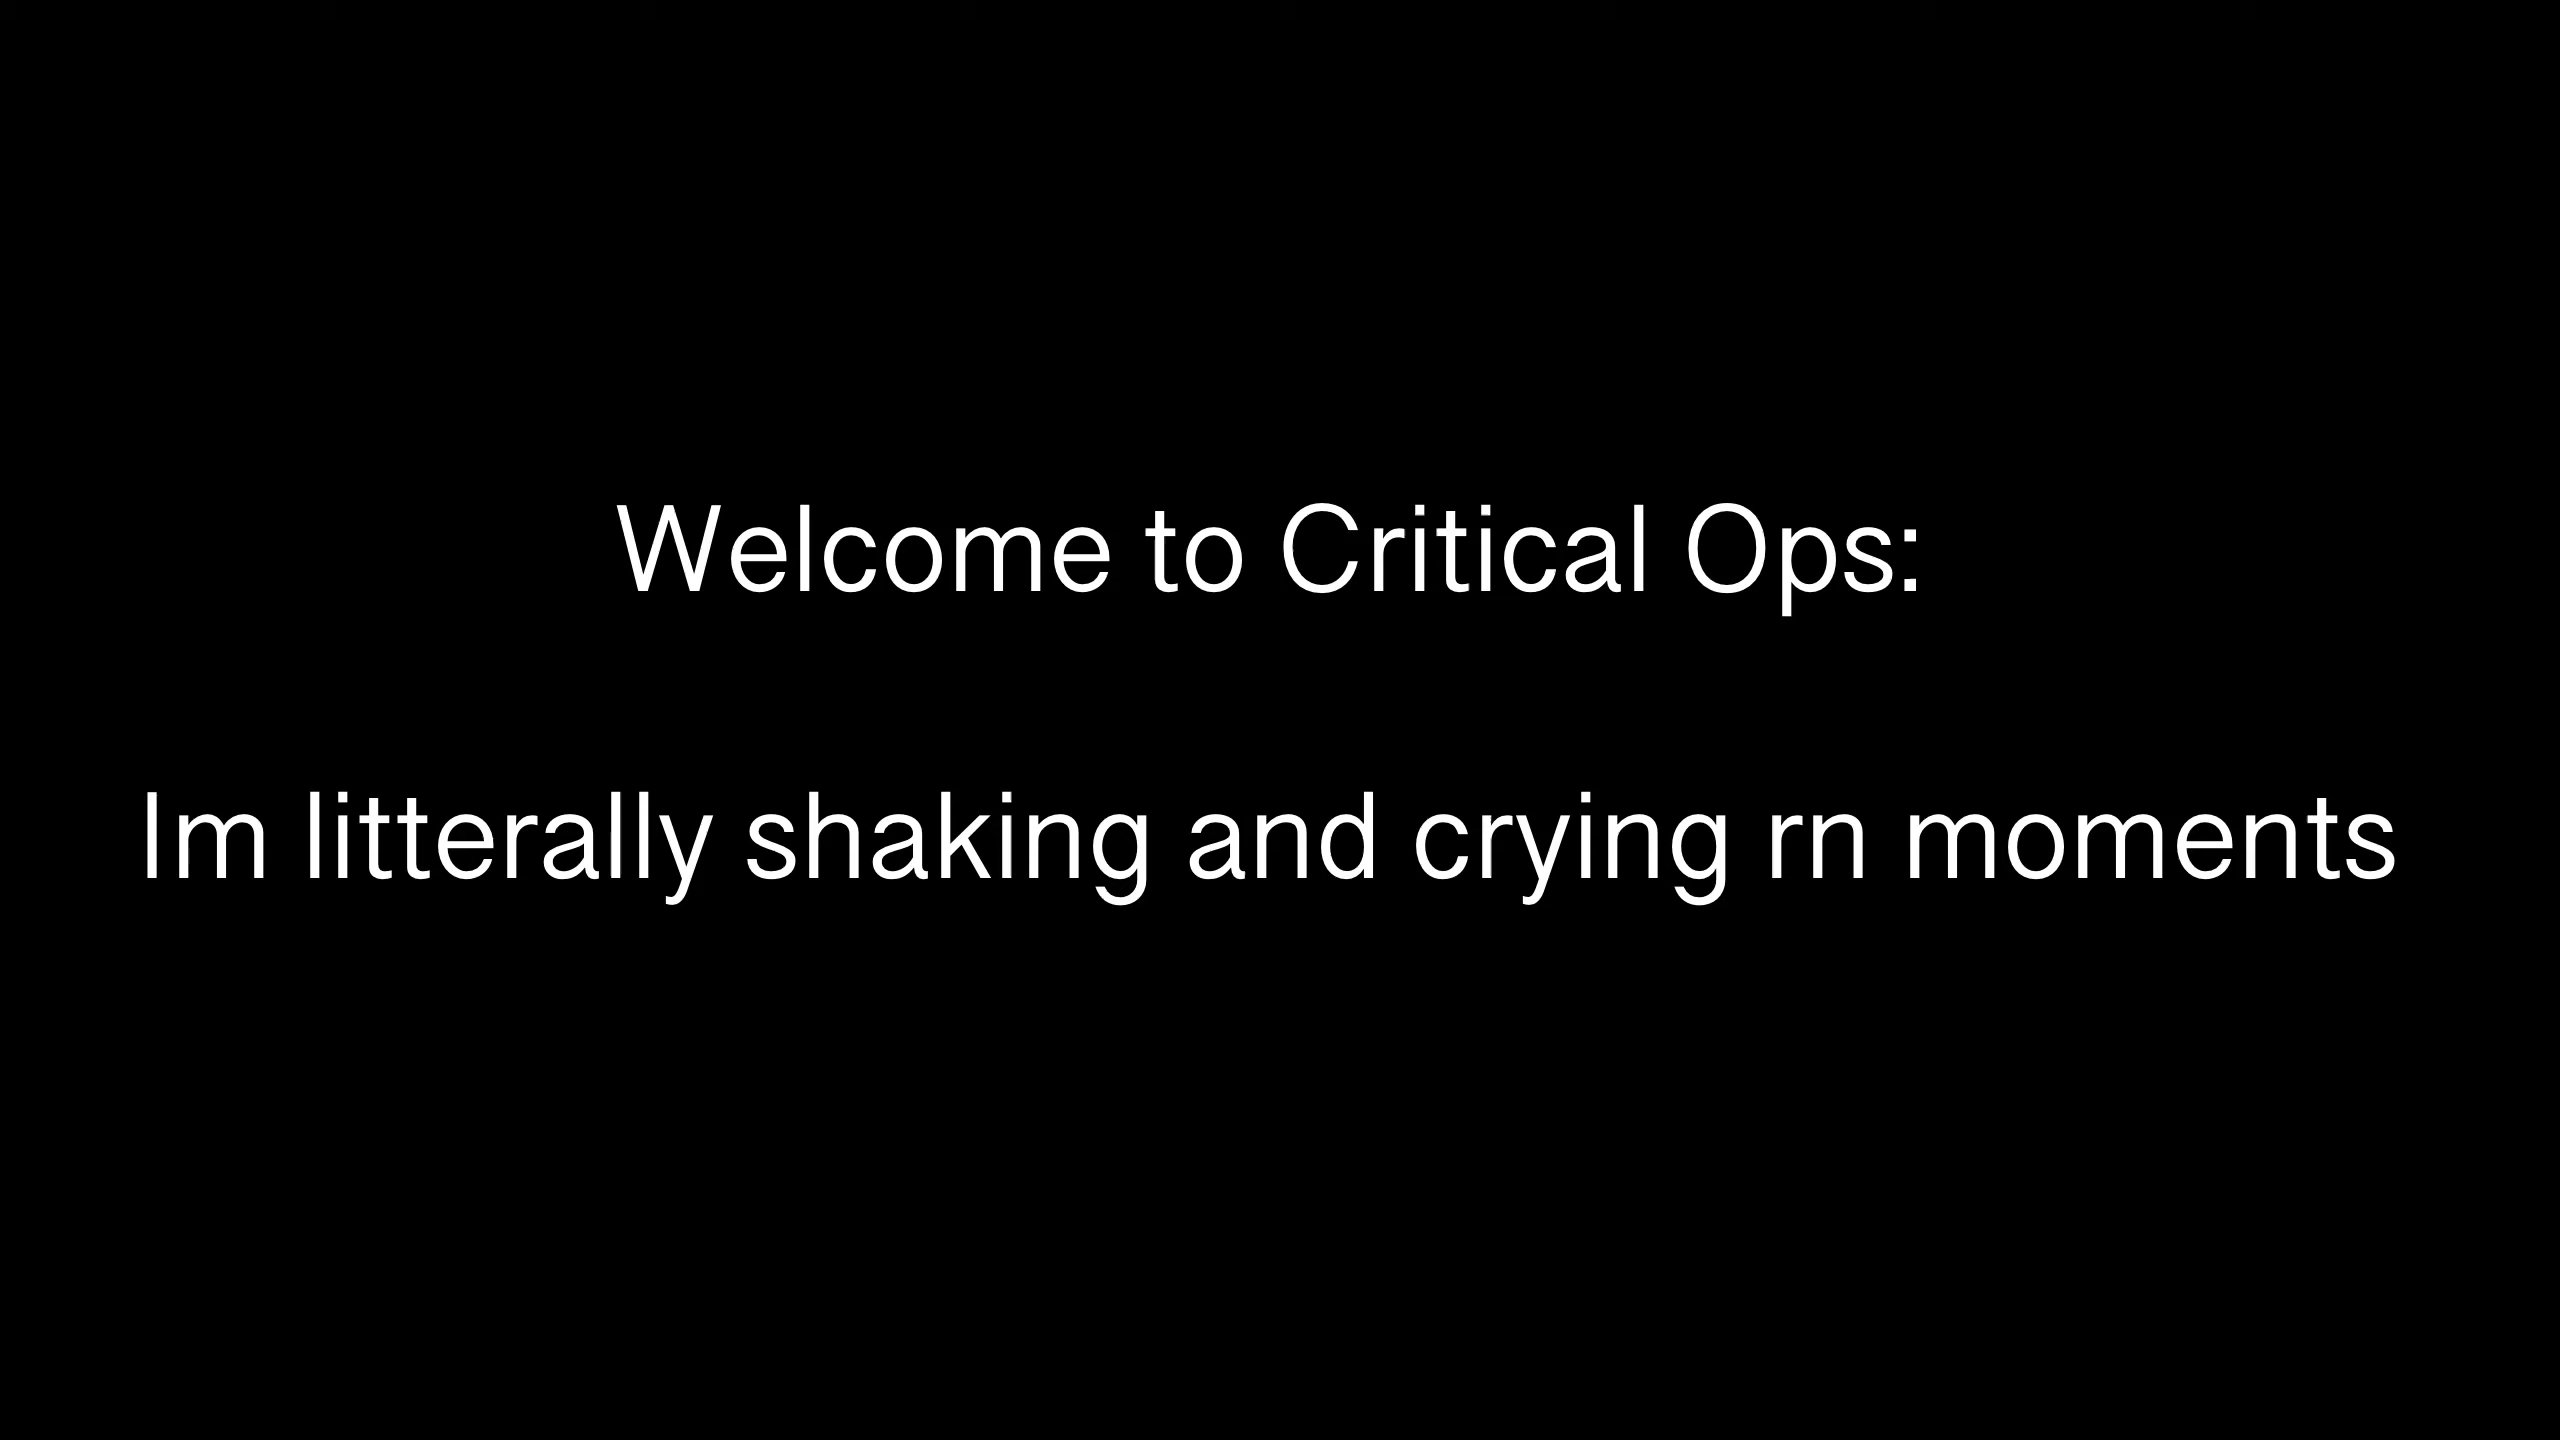 Welcome to Critical Ops:
Im litterally shaking and crying rn moments